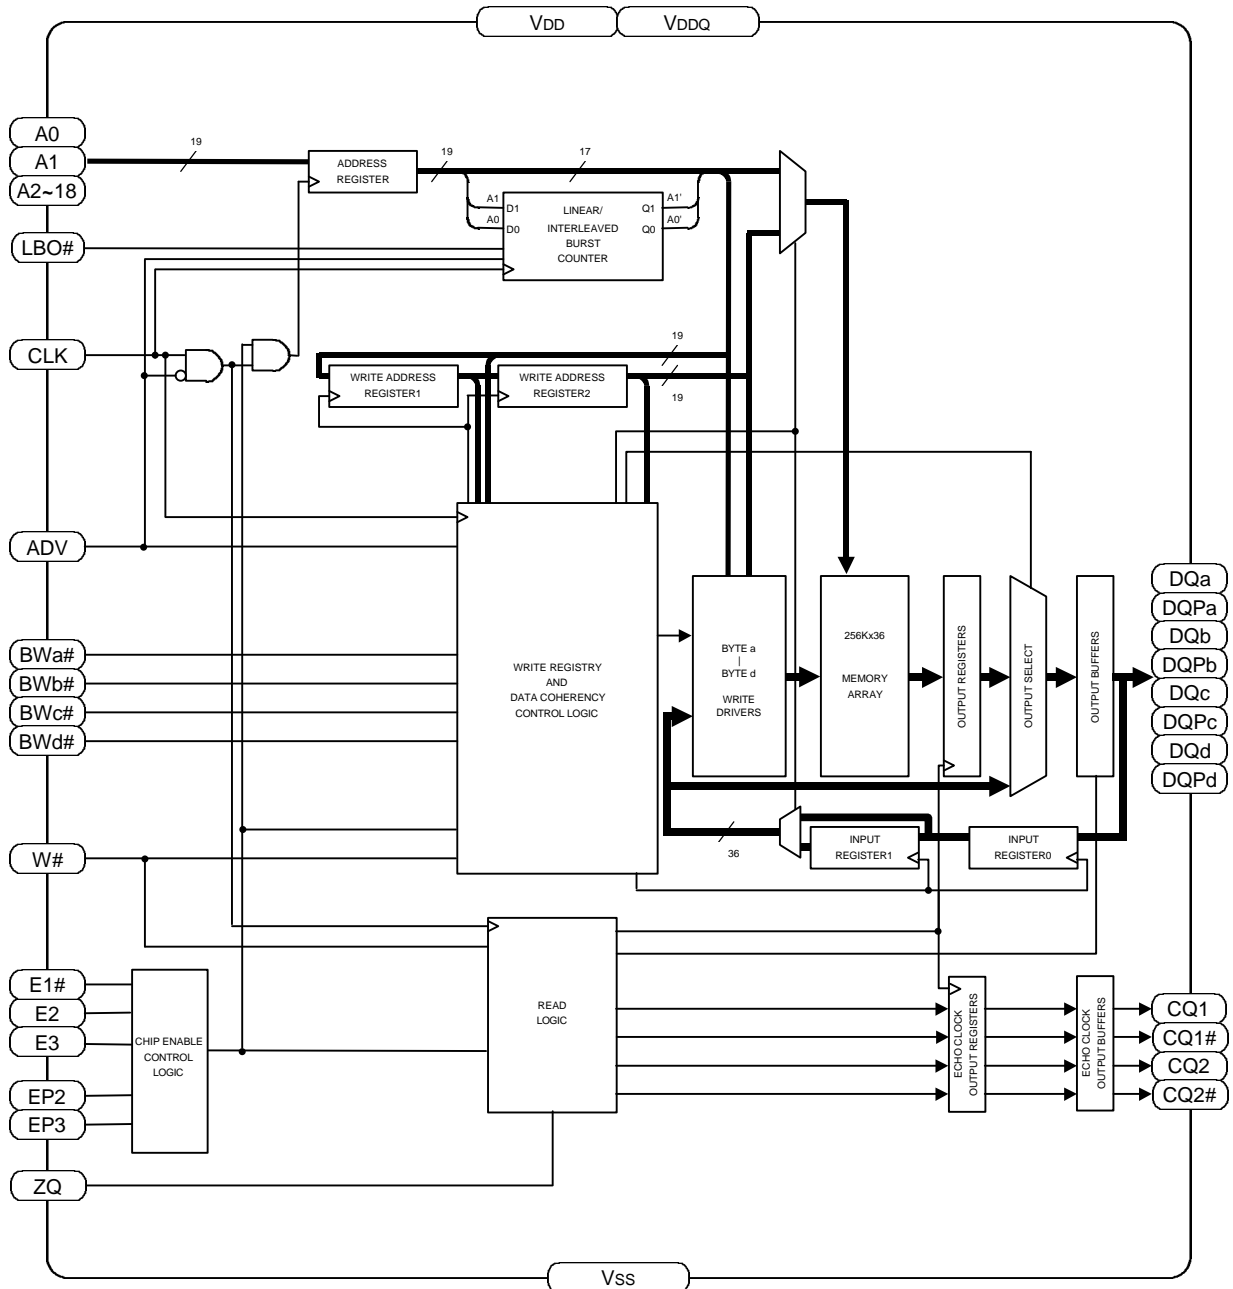 VDD
VDDQ
A0
A1
A2~18
LBO#
CLK
ADV
BWa#
BWb#
BWc#
BWd#
W#
E1#
E2
E3
EP2
EP3
ZQ
19
ADDRESS
REGISTER
19
17
A1
A0
D1
D0
LINEAR/
INTERLEAVED
BURST
COUNTER
Q1
Q0
A1'
A0'
WRITE ADDRESS
REGISTER1
WRITE ADDRESS
REGISTER2
19
19
WRITE REGISTRY
AND
DATA COHERENCY
CONTROL LOGIC
BYTE a
|
BYTE d
WRITE
DRIVERS
256Kx36
MEMORY
ARRAY
OUTPUT REGISTERS
OUTPUT SELECT
OUTPUT BUFFERS
36
INPUT
REGISTER1
INPUT
REGISTER0
CHIP ENABLE
CONTROL
LOGIC
READ
LOGIC
ECHO CLOCK
OUTPUT REGISTERS
ECHO CLOCK
OUTPUT BUFFERS
DQa
DQPa
DQb
DQPb
DQc
DQPc
DQd
DQPd
CQ1
CQ1#
CQ2
CQ2#
VSS